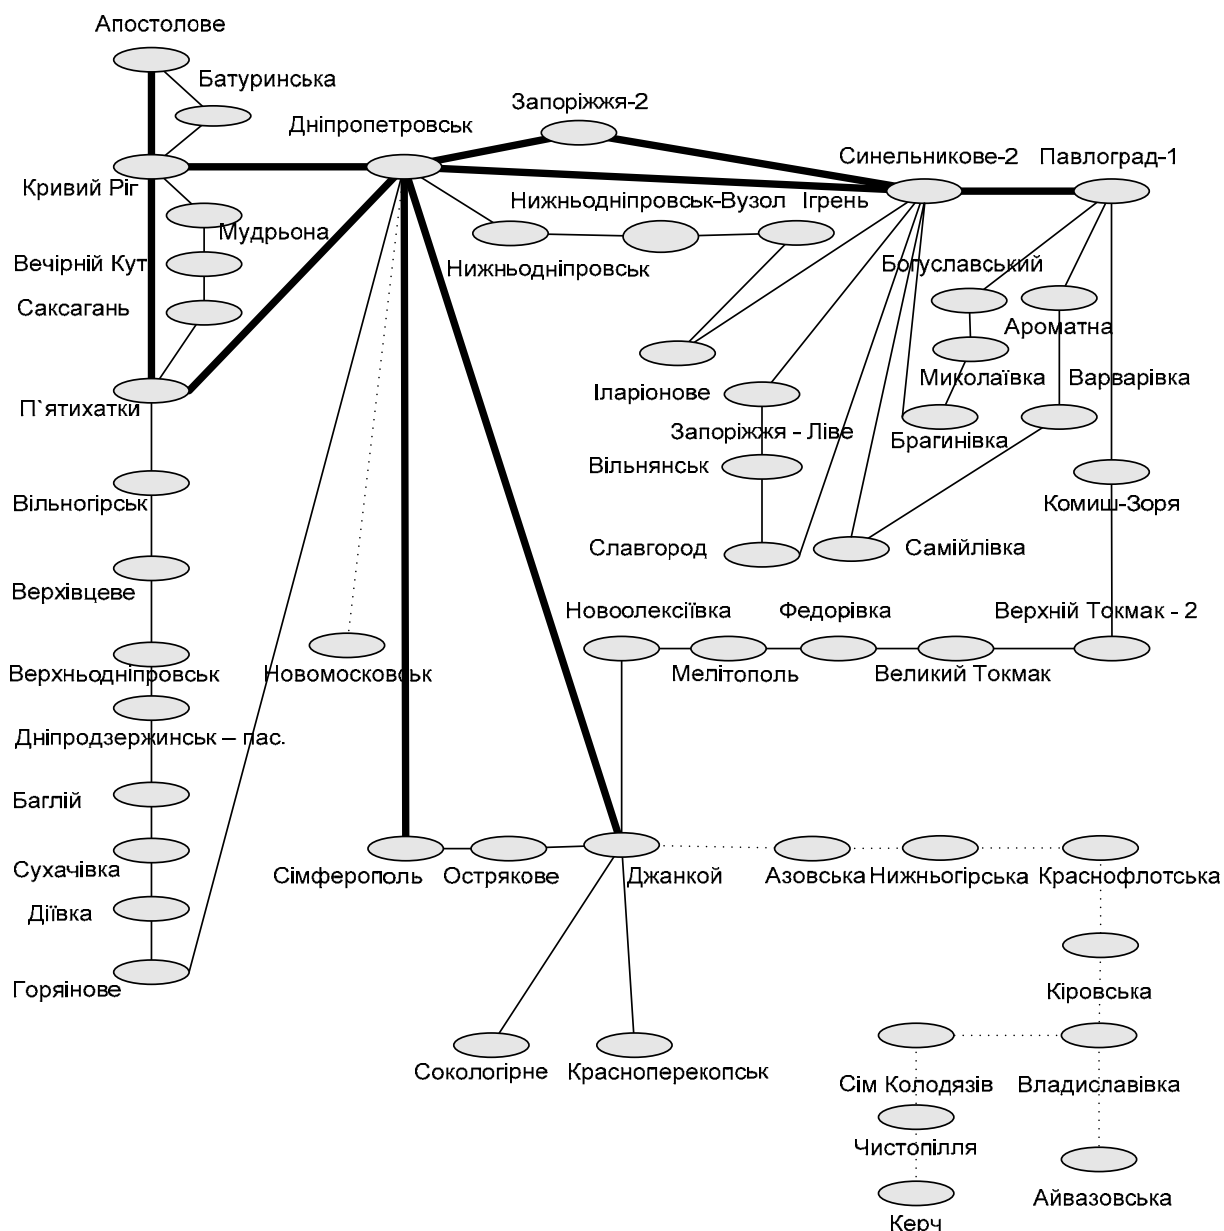 Апостолове
Батуринська
Запоріжжя-2
Дніпропетровськ
Синельникове-2
Павлоград-1
Кривий Ріг
Нижньодніпровськ-Вузол
Ігрень
Мудрьона
Вечірній Кут
Нижньодніпровськ
Богуславський
Саксагань
Ароматна
Іларіонове
Миколаївка
Варварівка
П`ятихатки
Запоріжжя - Ліве
Брагинівка
Вільнянськ
Вільногірськ
Комиш-Зоря
Славгород
Самійлівка
Верхівцеве
Новоолексіївка
Федорівка
Верхній Токмак - 2
Верхньодніпровськ
Новомосковськ
Мелітополь
Великий Токмак
Дніпродзержинськ – пас.
Баглій
Сухачівка
Сімферополь
Острякове
Джанкой
Азовська
Нижньогірська
Краснофлотська
Діївка
Горяінове
Кіровська
Сокологірне
Красноперекопськ
Сім Колодязів
Владиславівка
Чистопілля
Айвазовська
Керч